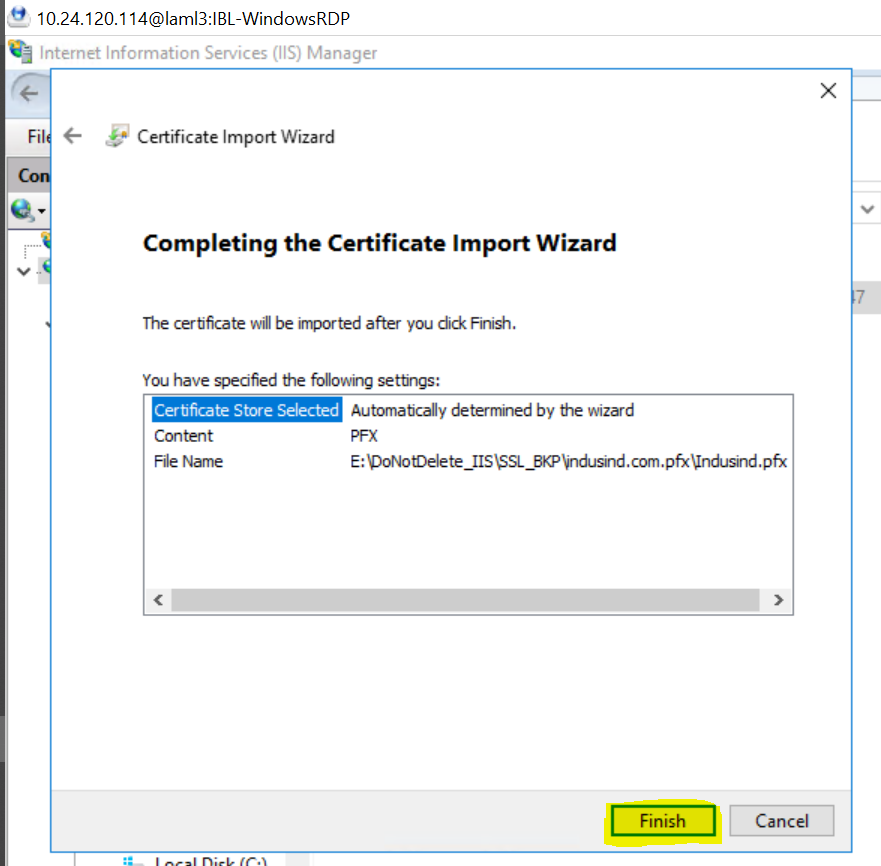 10.24.120.114@laml3:IBL-WindowsRDP
Internet Information Services (IIS) Manager
File
Con
Certificate Import Wizard
Completing the Certificate Import Wizard
The certificate will be imported after you click Finish.
You have specified the following settings:
Certificate Store Selected Automatically determined by the wizard
Content PFX
File Name E:\DoNotDelete_IIS\SSL_BKP\indusind.com.pfx\Indusind.pfx
47
Finish Cancel
Local Disk (C:)